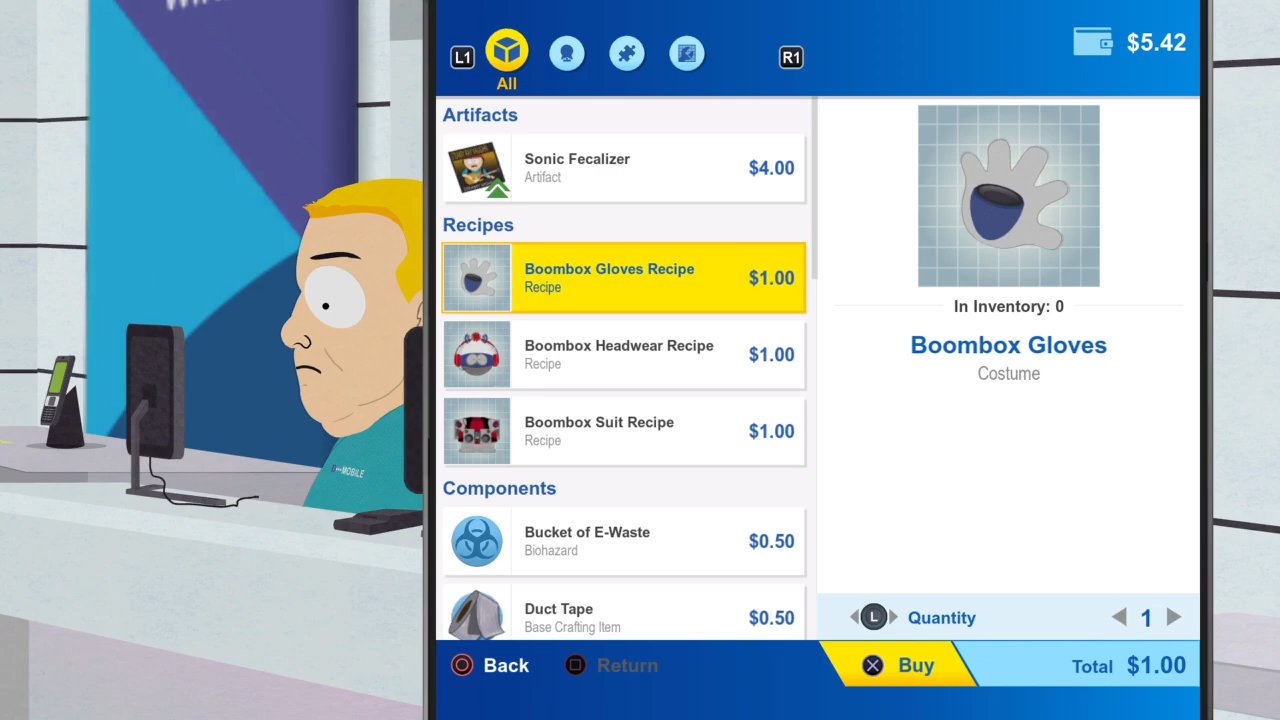 L1
R1
$5.42
All
Artifacts
Sonic Fecalizer
Artifact
$4.00
Recipes
Boombox Gloves Recipe
Recipe
$1.00
Boombox Headwear Recipe
Recipe
$1.00
Boombox Suit Recipe
Recipe
$1.00
Components
Bucket of E-Waste
Biohazard
$0.50
Duct Tape
Base Crafting Item
$0.50
In Inventory: 0
Boombox Gloves
Costume
L Quantity 1
Back
Return
Buy
Total $1.00
MOBILE